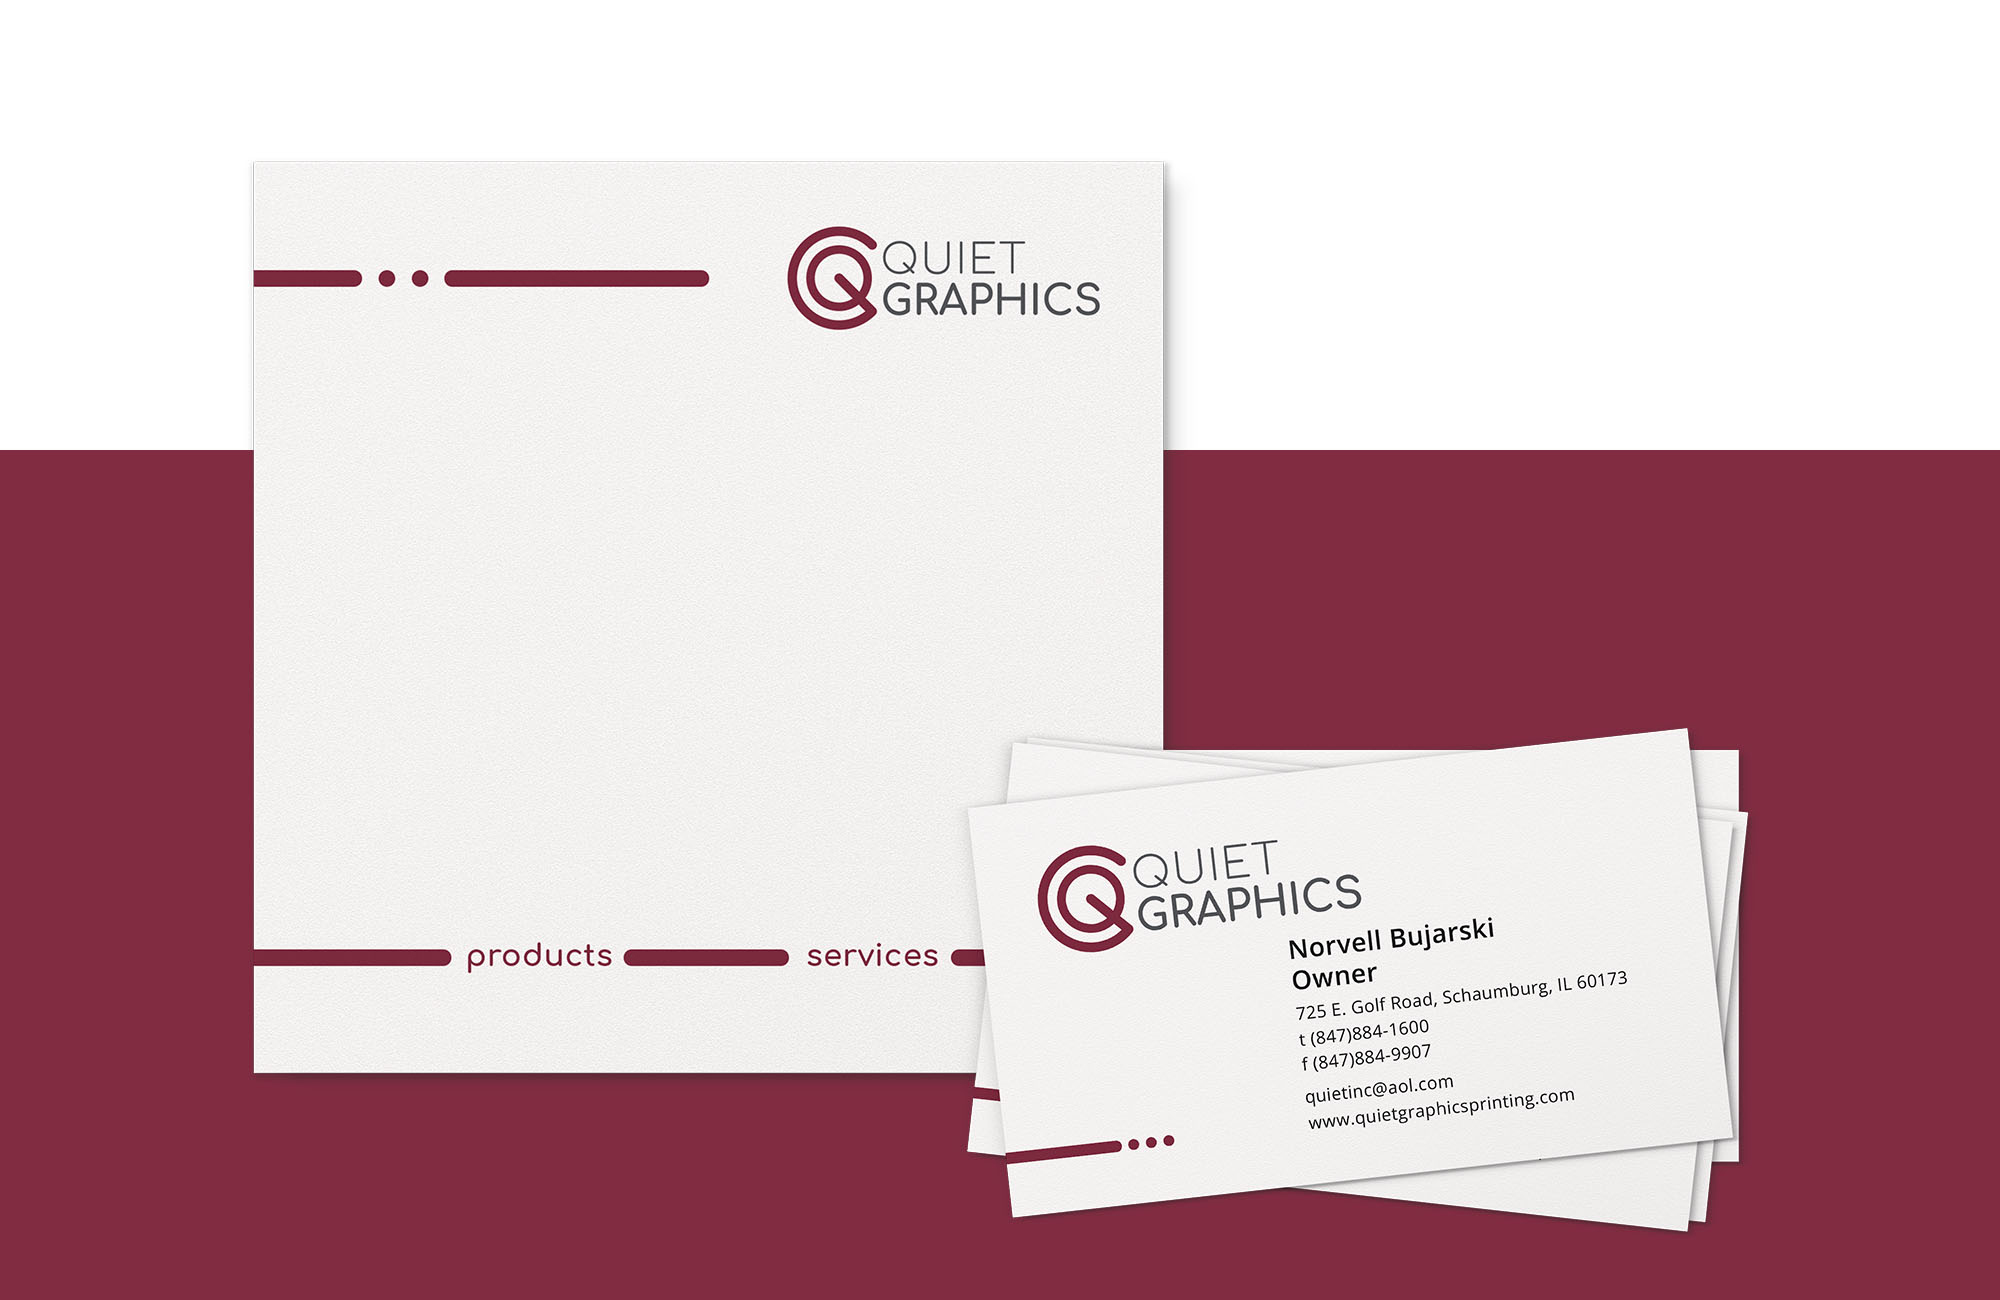 QUIET
GRAPHICS
products services
QUIET
GRAPHICS
Norvell Bujarski
Owner
725 E. Golf Road, Schaumburg, IL 60173
t (847)884-1600
f (847)884-9907
quietinc@aol.com
www.quietgraphicsprinting.com